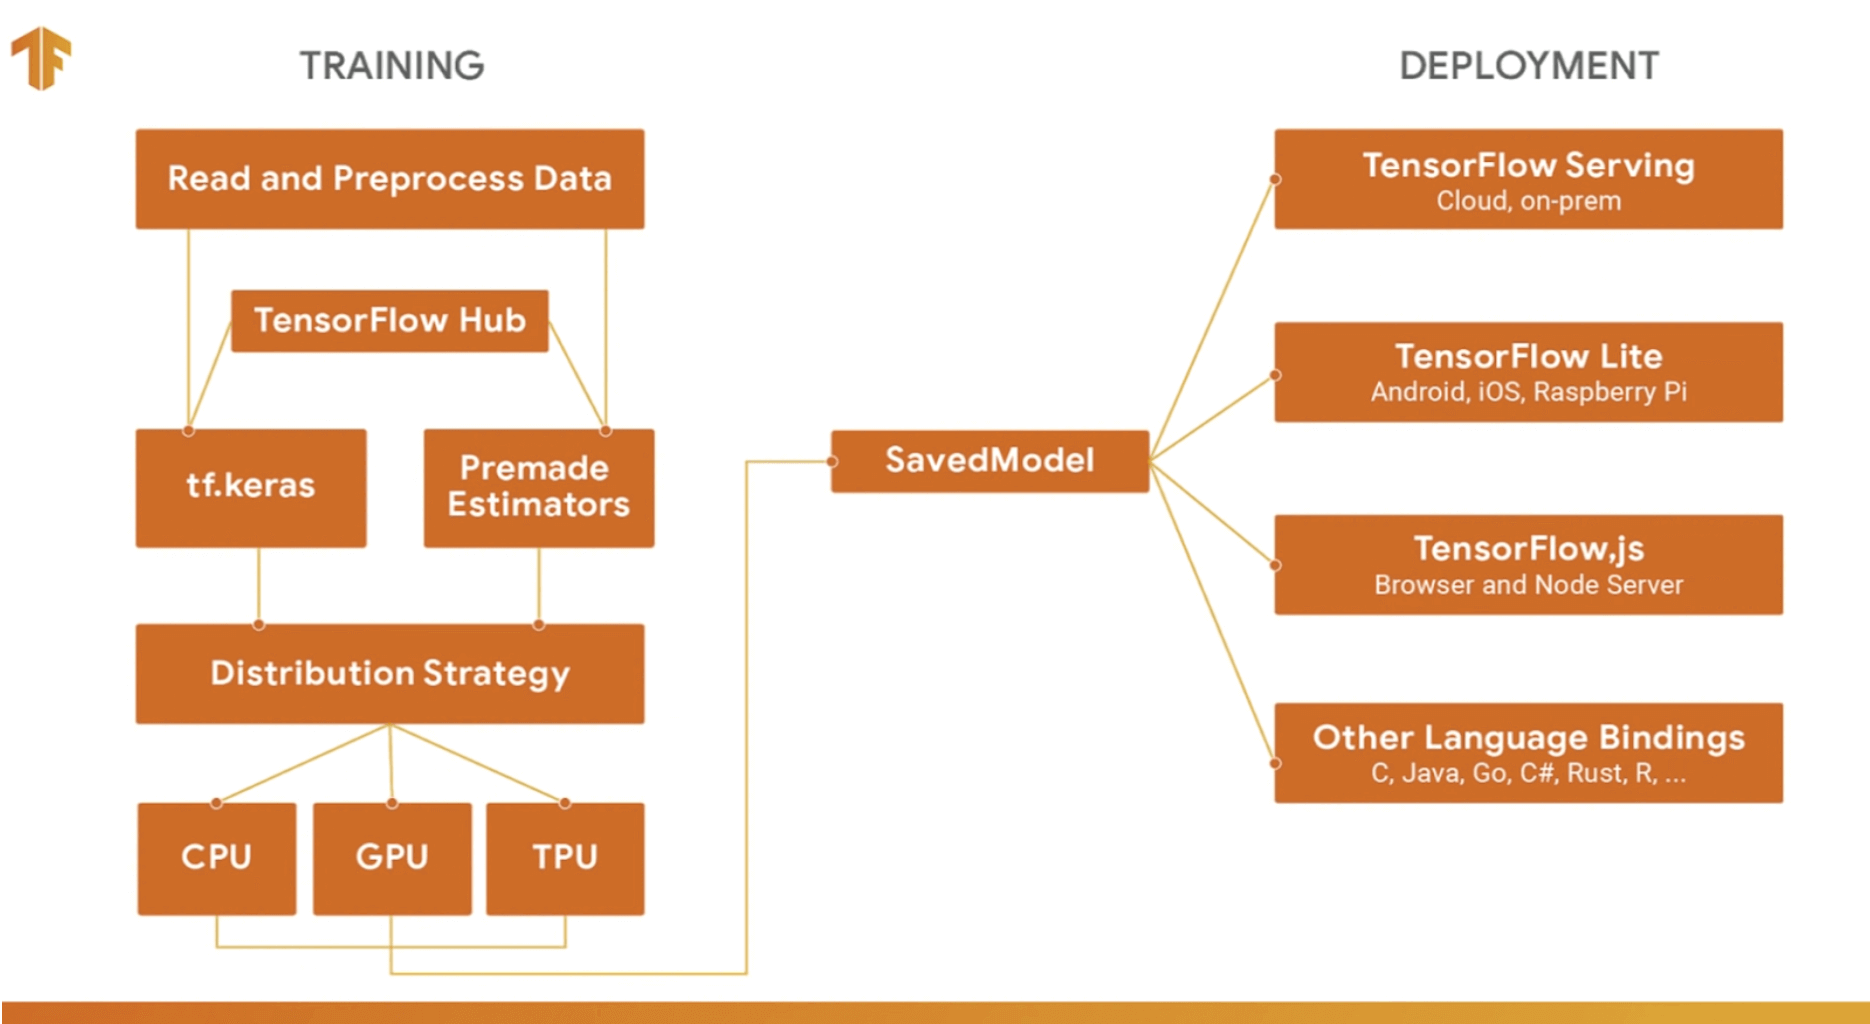 TRAINING
Read and Preprocess Data
TensorFlow Hub
tf.keras
Premade
Estimators
Distribution Strategy
CPU
GPU
TPU
SavedModel
DEPLOYMENT
TensorFlow Serving
Cloud, on-prem
TensorFlow Lite
Android, iOS, Raspberry Pi
TensorFlow,js
Browser and Node Server
Other Language Bindings
C, Java, Go, C#, Rust, R, ...